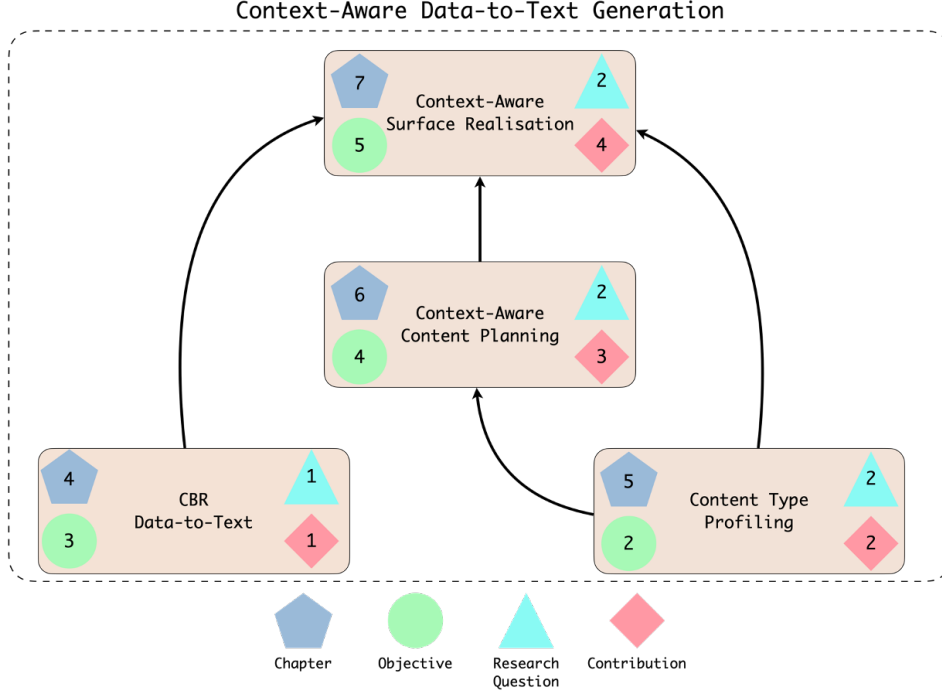 Context-Aware Data-to-Text Generation
7
2
Context-Aware
Surface Realisation
5
4
6
2
Context-Aware
Content Planning
4
3
4
1
CBR
Data-to-Text
3
1
5
2
Content Type
Profiling
2
2
Chapter
Objective
Research
Question
Contribution